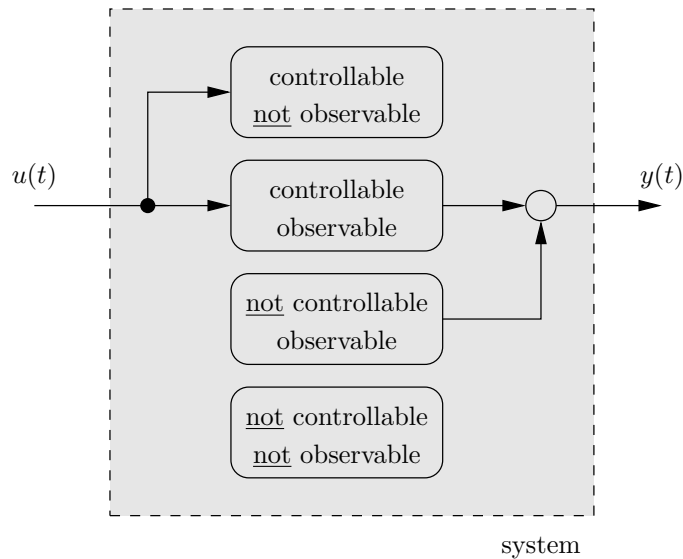 controllable
not observable
u(t)
controllable
observable
y(t)
not controllable
observable
not controllable
not observable
system